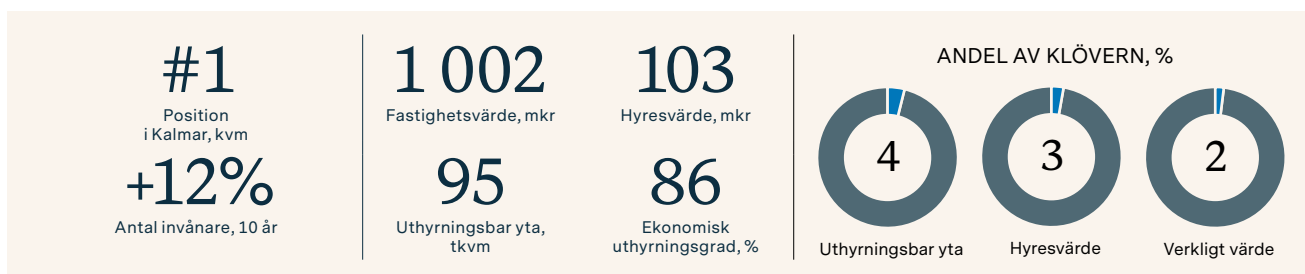 #1
Position
i Kalmar, kvm
+12%
Antal invånare, 10 år
1 002
Fastighetsvärde, mkr
103
Hyresvärde, mkr
95
Uthyrningsbar yta,
tkvm
86
Ekonomisk
uthyrningsgrad, %
ANDEL AV KLÖVERN, %
4
Uthyrningsbar yta
3
Hyresvärde
2
Verkligt värde